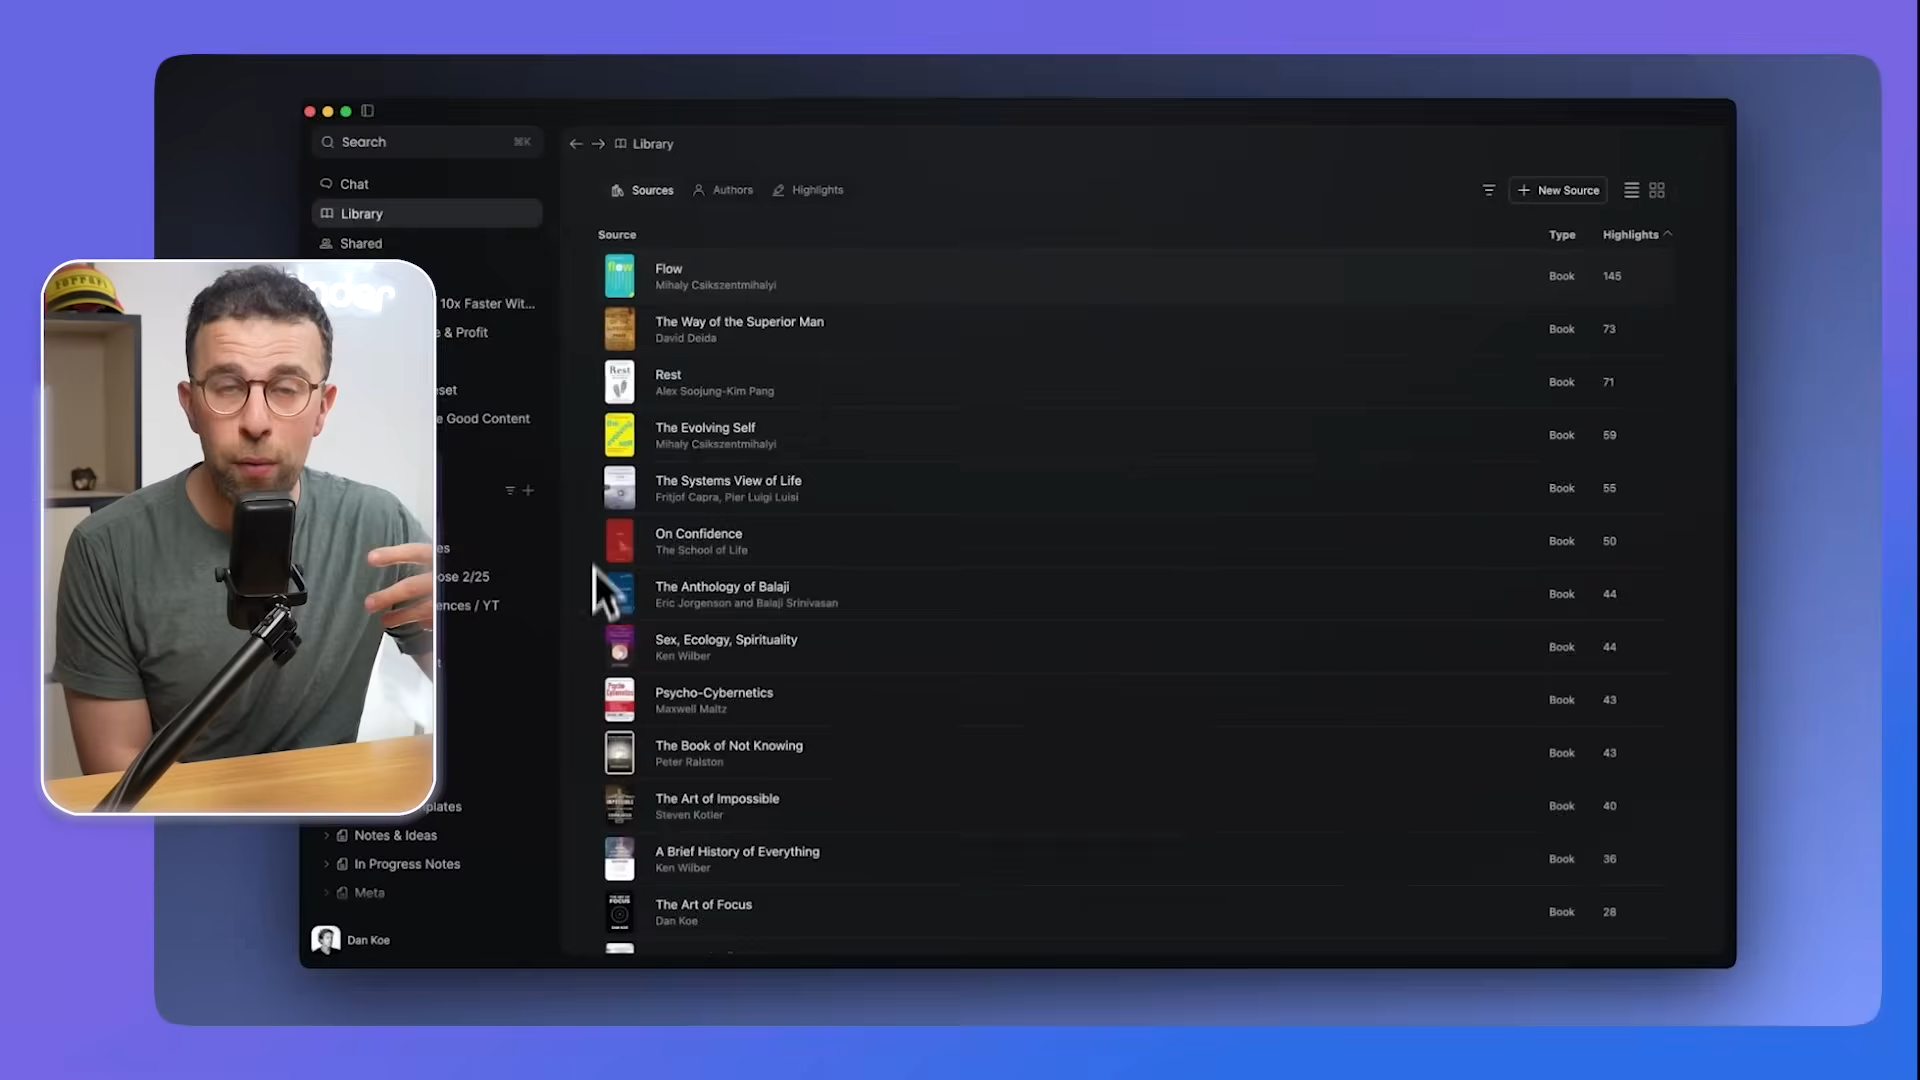 Search ⌘K
Chat
Library
Shared
10x Faster Wit...
e & Profit
set
e Good Content
es
ose 2/25
ences / YT
plates
Notes & Ideas
In Progress Notes
Meta
Dan Koe
Library
Sources Authors Highlights
New Source
Source Type Highlights
Flow
Mihaly Csikszentmihalyi
Book 145
The Way of the Superior Man
David Deida
Book 73
Rest
Alex Soojung-Kim Pang
Book 71
The Evolving Self
Mihaly Csikszentmihalyi
Book 59
The Systems View of Life
Fritjof Capra, Pier Luigi Luisi
Book 55
On Confidence
The School of Life
Book 50
The Anthology of Balaji
Eric Jorgenson and Balaji Srinivasan
Book 44
Sex, Ecology, Spirituality
Ken Wilber
Book 44
Psycho-Cybernetics
Maxwell Maltz
Book 43
The Book of Not Knowing
Peter Ralston
Book 43
The Art of Impossible
Steven Kotler
Book 40
A Brief History of Everything
Ken Wilber
Book 36
The Art of Focus
Dan Koe
Book 28